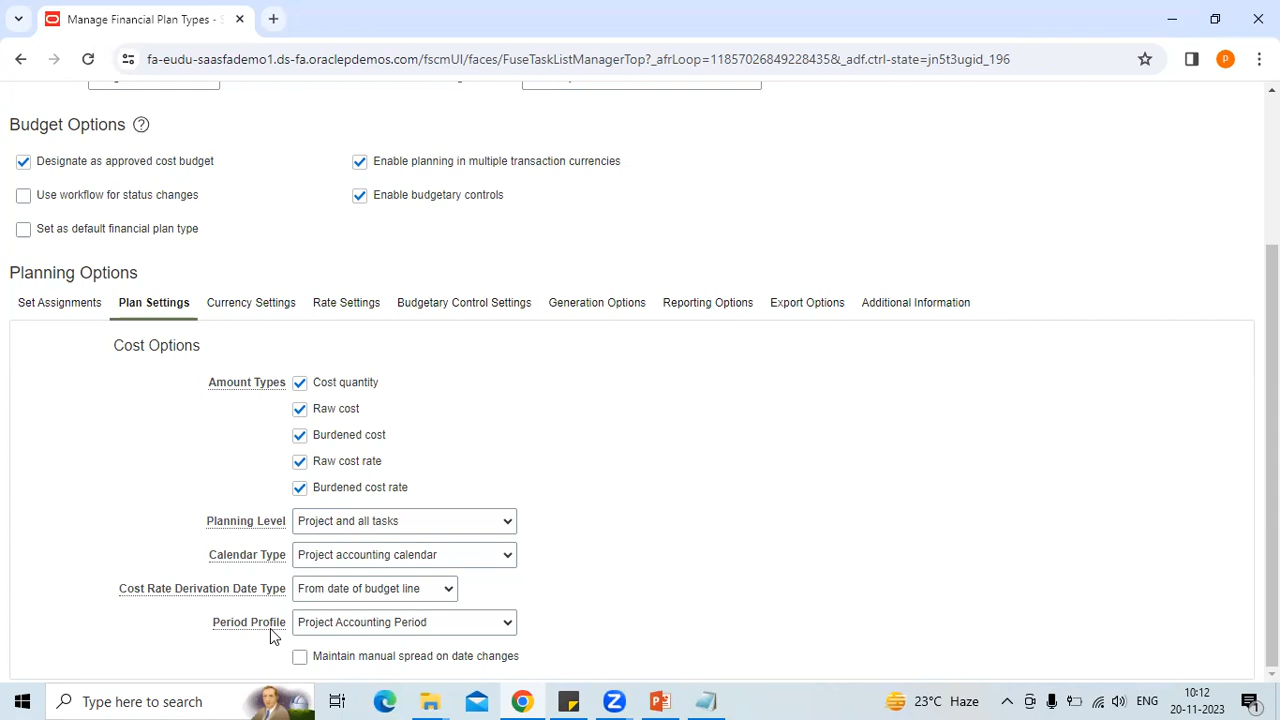 Manage Financial Plan Types - S
fa-eudu-saasfademo1.ds-fa.oraclepdemos.com/fscmUI/faces/FuseTaskListManagerTop?_afrLoop=11857026849228435&_adf.ctrl-state=jn5t3ugid_196
P
Budget Options ?
Designate as approved cost budget
Enable planning in multiple transaction currencies
Use workflow for status changes
Enable budgetary controls
Set as default financial plan type
Planning Options
Set Assignments Plan Settings Currency Settings Rate Settings Budgetary Control Settings Generation Options Reporting Options Export Options Additional Information
Cost Options
Amount Types Cost quantity
Raw cost
Burdened cost
Raw cost rate
Burdened cost rate
Planning Level Project and all tasks
Calendar Type Project accounting calendar
Cost Rate Derivation Date Type From date of budget line
Period Profile Project Accounting Period
Maintain manual spread on date changes
Type here to search
23°C Haze
ENG
10:12
20-11-2023
1